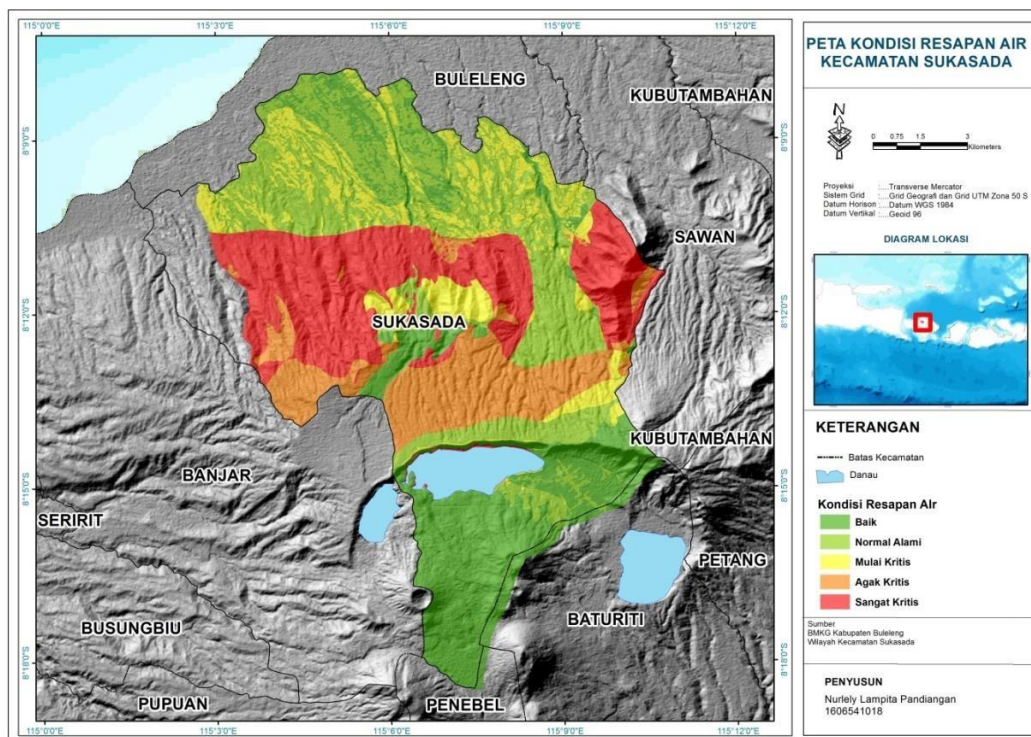 115°0'0"E
115°3'0"E
115°6'0"E
115°9'0"E
115°12'0"E
8°9'0"S
8°12'0"S
8°15'0"S
8°18'0"S
BULELENG
KUBUTAMBAHAN
SAWAN
SUKASADA
KUBUTAMBAHAN
BANJAR
SERIRIT
PETANG
BATURITI
BUSUNGBIU
PUPUAN
PENEBEL
8°9'0"S
8°12'0"S
8°15'0"S
8°18'0"S
115°0'0"E
115°3'0"E
115°6'0"E
115°9'0"E
115°12'0"E
PETA KONDISI RESAPAN AIR
KECAMATAN SUKASADA
N
0 0.75 1.5 3
Kilometers
Proyeksi :....Transverse Mercator
Sistem Grid :....Grid Geografi dan Grid UTM Zona 50 S
Datum Horison :....Datum WGS 1984
Datum Vertikal :....Geoid 96
DIAGRAM LOKASI
KETERANGAN
Batas Kecamatan
Danau
Kondisi Resapan Air
Baik
Normal Alami
Mulai Kritis
Agak Kritis
Sangat Kritis
Sumber
BMKG Kabupaten Buleleng
Wilayah Kecamatan Sukasada
PENYUSUN
Nurlely Lampita Pandiangan
1606541018